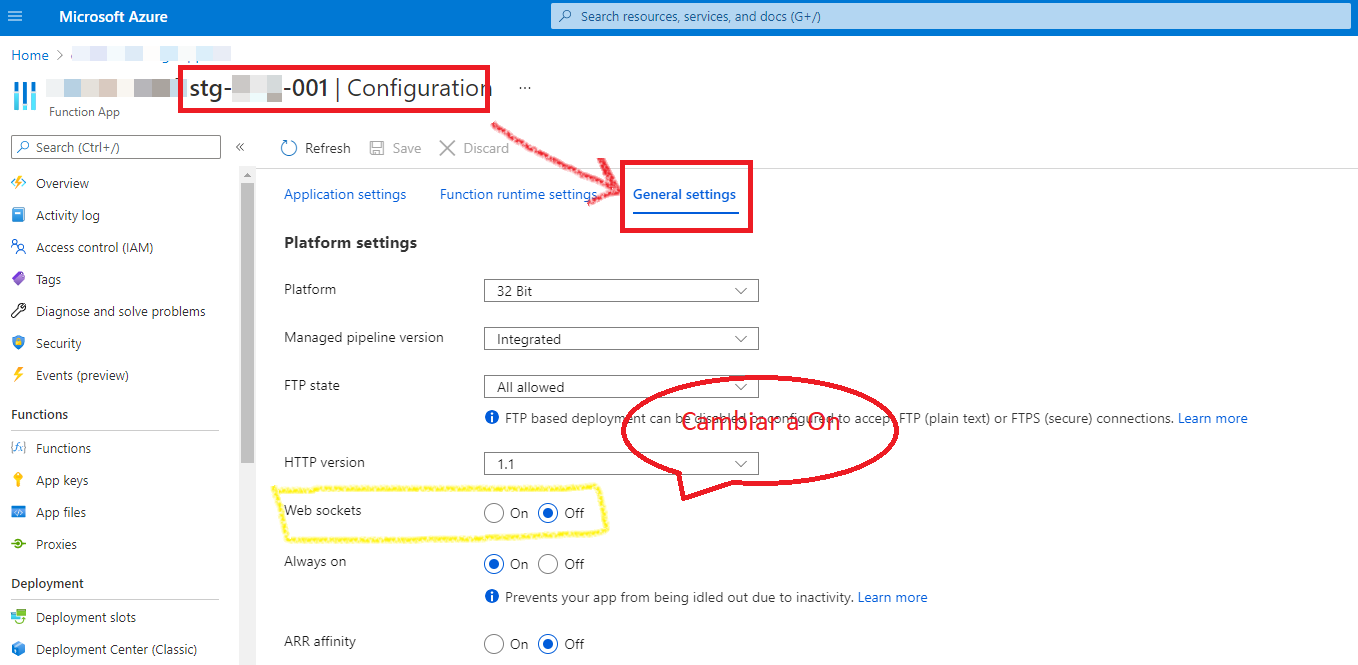 Microsoft Azure
Search resources, services, and docs (G+/)
Home
stg- -001 | Configuration
Function App
Search (Ctrl+/)
Refresh
Save
Discard
Overview
Activity log
Access control (IAM)
Tags
Diagnose and solve problems
Security
Events (preview)
Functions
Functions
App keys
App files
Proxies
Deployment
Deployment slots
Deployment Center (Classic)
Application settings
Function runtime settings
General settings
Platform settings
Platform
32 Bit
Managed pipeline version
Integrated
FTP state
All allowed
FTP based deployment can be disabled or configured to accept FTP (plain text) or FTPS (secure) connections. Learn more
Cambiar a On
HTTP version
1.1
Web sockets
On Off
Always on
On Off
Prevents your app from being idled out due to inactivity. Learn more
ARR affinity
On Off